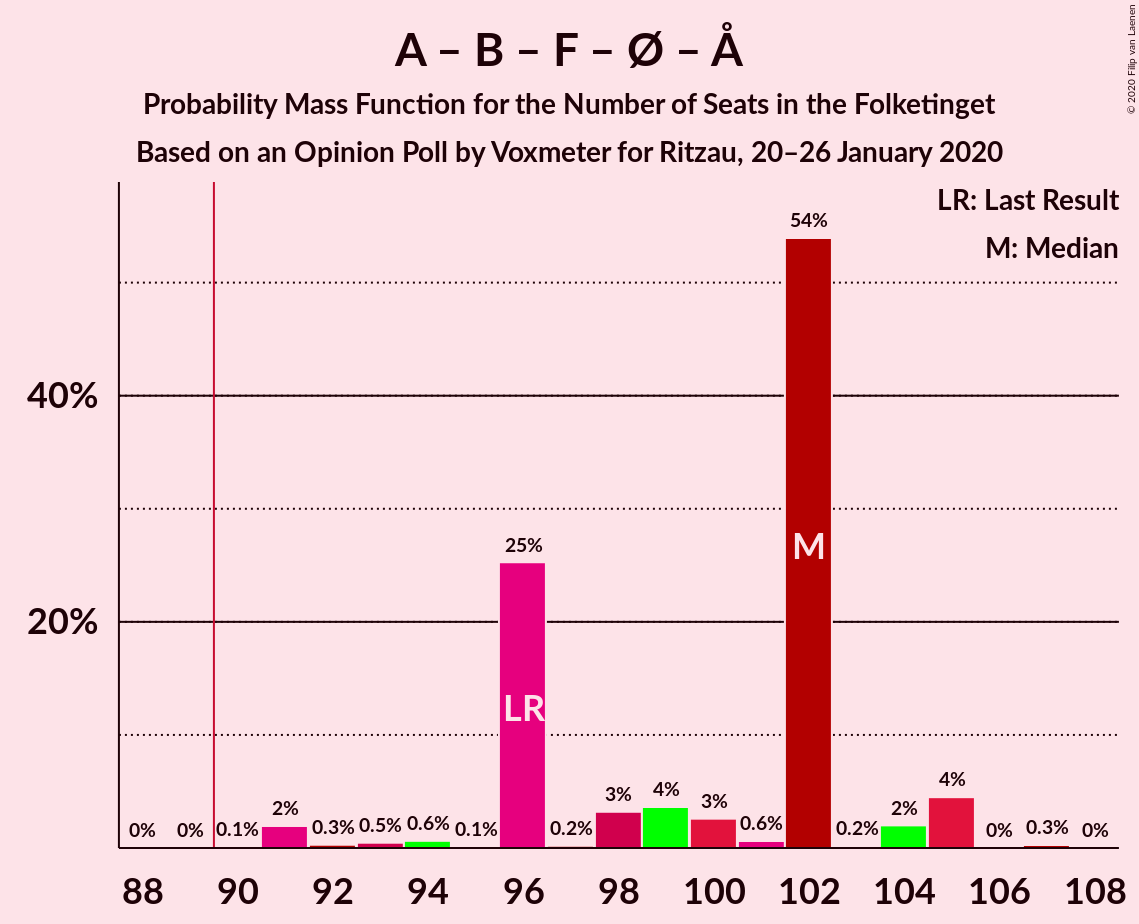 A – B – F – Ø – Å
Probability Mass Function for the Number of Seats in the Folketinget
Based on an Opinion Poll by Voxmeter for Ritzau, 20–26 January 2020
© 2020 Filip van Laenen
LR: Last Result
M: Median
40%
20%
0% 0% 0.1% 2% 0.3% 0.5% 0.6% 0.1% 25% 0.2% 3% 4% 3% 0.6% 54% 0.2% 2% 4% 0% 0.3% 0%
LR M
88 90 92 94 96 98 100 102 104 106 108